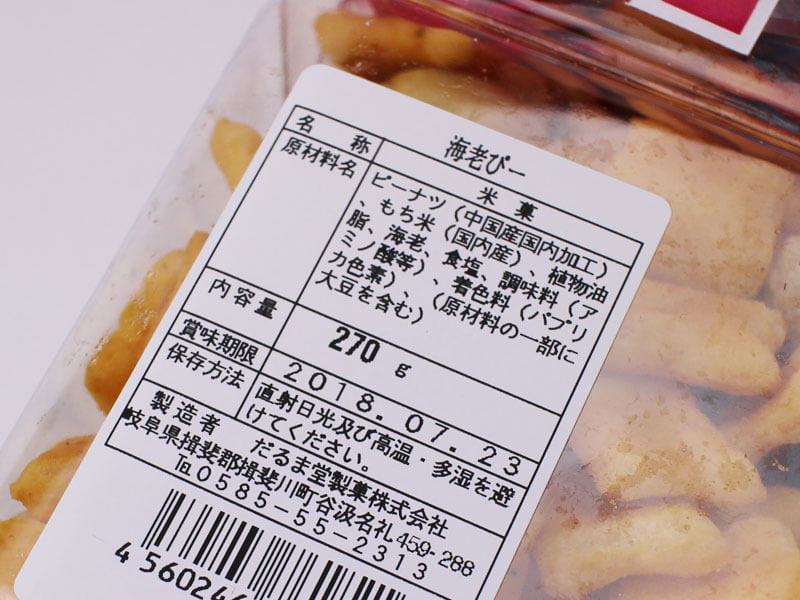 海老ぴー
名　称　米　菓
原材料名　ピーナツ（中国産国内加工）
、もち米（国内産）、植物油
脂、海老、食塩、調味料（ア
ミノ酸等）、着色料（パプリ
カ色素）、（原材料の一部に
大豆を含む）
内容量　270 g
賞味期限　2018.07.23
保存方法　直射日光及び高温・多湿を避
けてください。
製造者　だるま堂製菓株式会社
岐阜県揖斐郡揖斐川町谷汲名礼459-288
℡0585-55-2313
4 560246